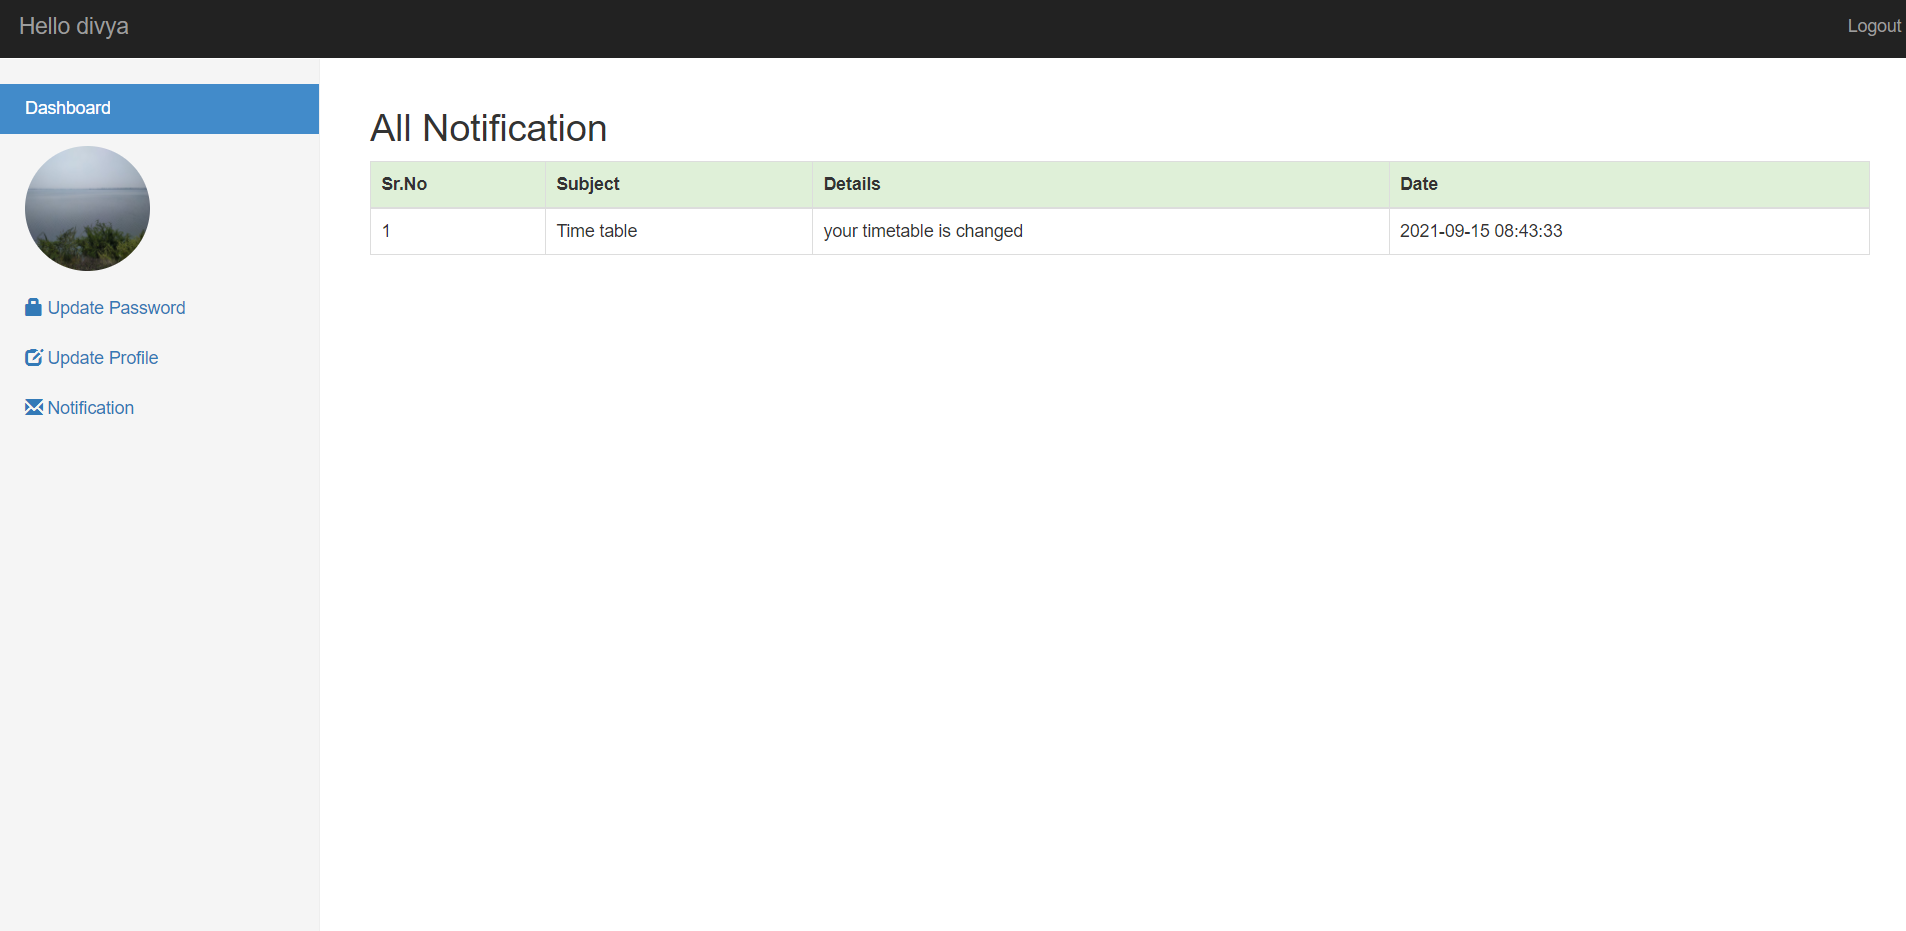 Hello divya
Logout
Dashboard
Update Password
Update Profile
Notification
All Notification
Sr.No Subject Details Date
1 Time table your timetable is changed 2021-09-15 08:43:33